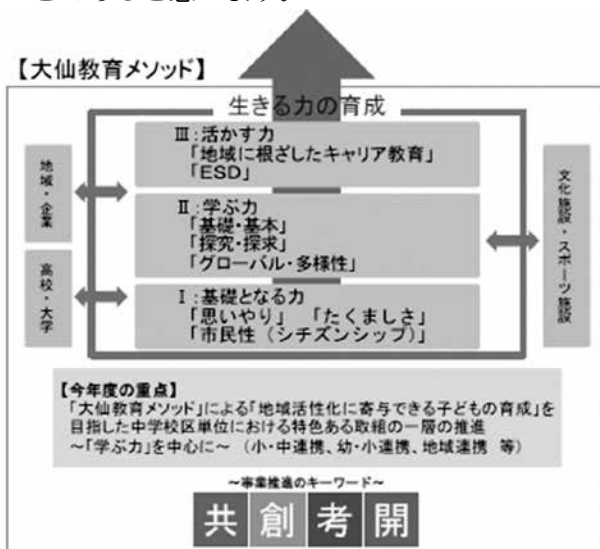 【大仙教育メソッド】
生きる力の育成
Ⅲ:活かす力
「地域に根ざしたキャリア教育」
「ESD」
Ⅱ:学ぶ力
「基礎・基本」
「探究・探求」
「グローバル・多様性」
Ⅰ:基礎となる力
「思いやり」 「たくましさ」
「市民性（シチズンシップ）」
地域・企業
高校・大学
文化施設・スポーツ施設
【今年度の重点】
「大仙教育メソッド」による「地域活性化に寄与できる子どもの育成」を
目指した中学校区単位における特色ある取組の一層の推進
～「学ぶ力」を中心に～ （小・中連携、幼・小連携、地域連携 等）
～事業推進のキーワード～
共創考開